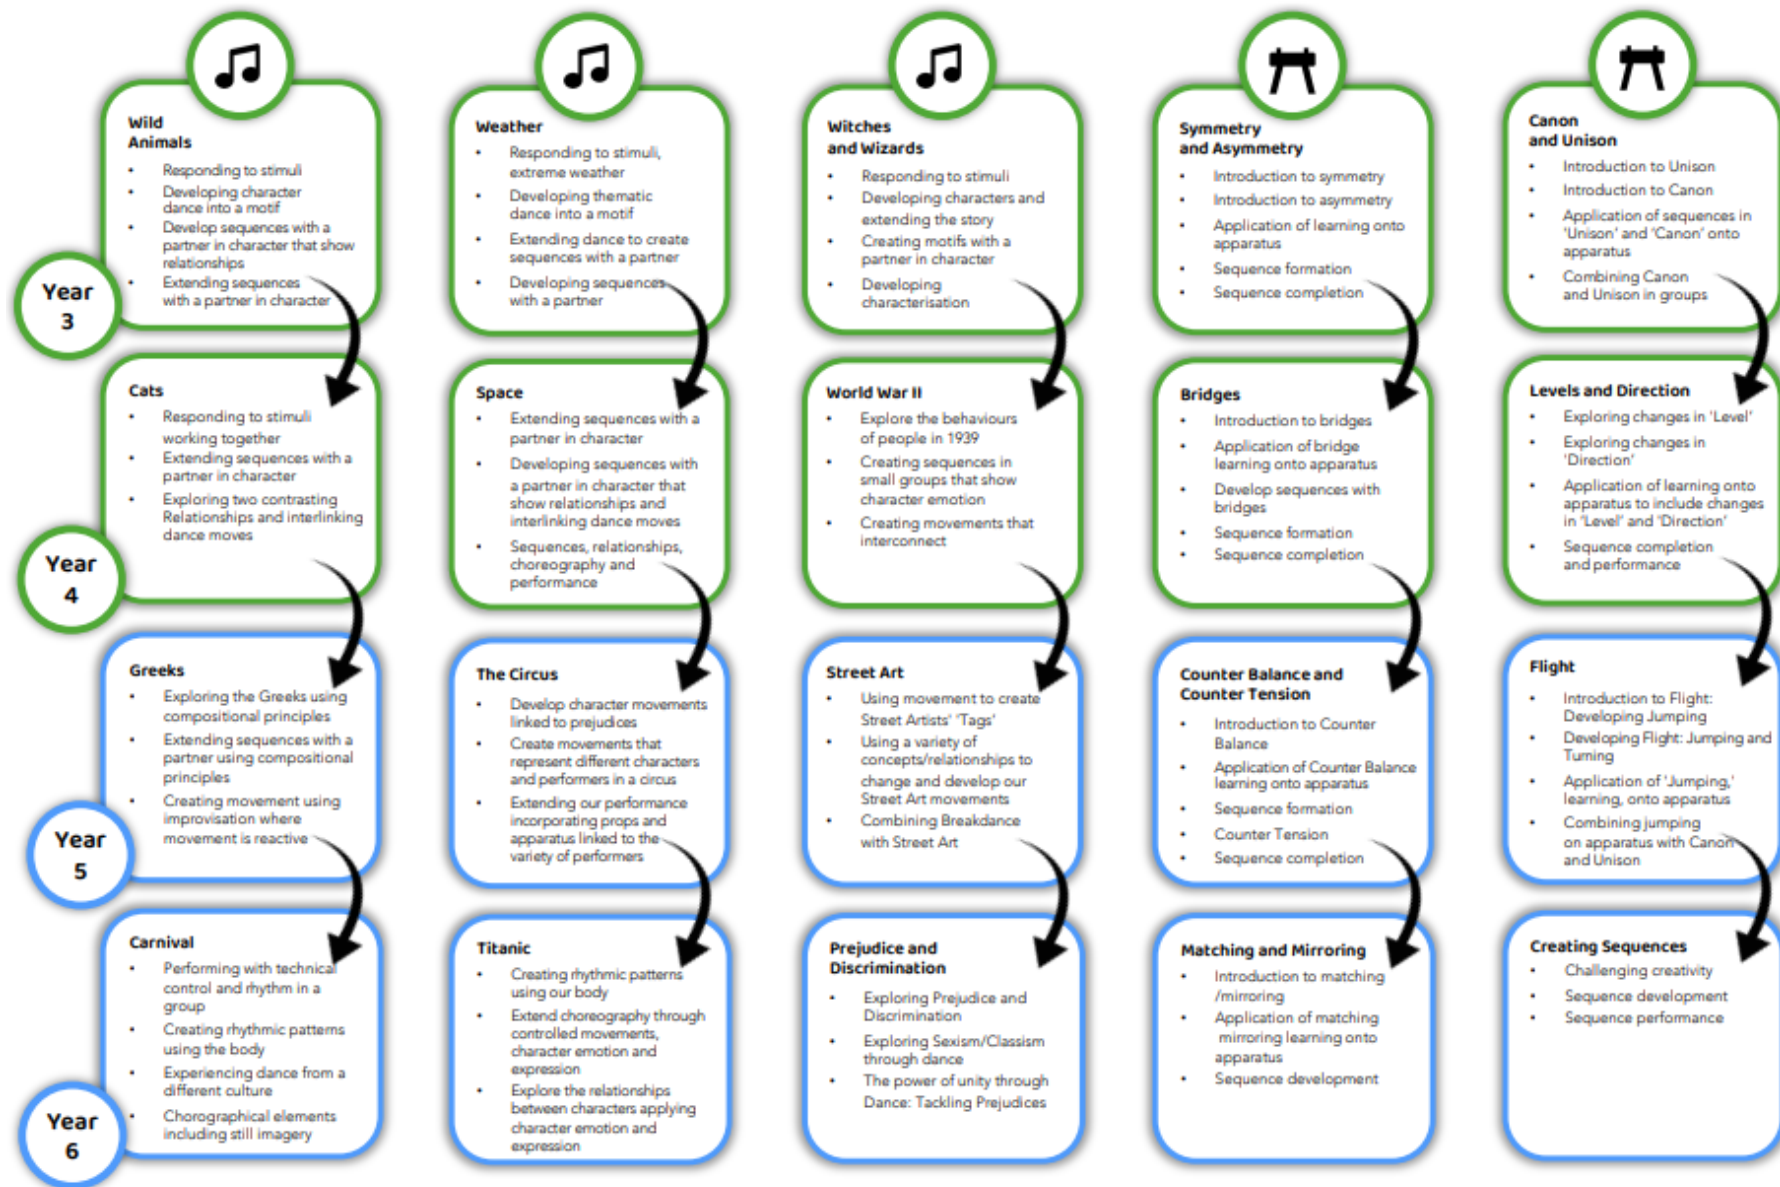 Year
3
Wild
Animals
• Responding to stimuli
• Developing character
dance into a motif
• Develop sequences with a
partner in character that show
relationships
• Extending sequences
with a partner in character
Weather
• Responding to stimuli,
extreme weather
• Developing thematic
dance into a motif
• Extending dance to create
sequences with a partner
• Developing sequences
with a partner
Witches
and Wizards
• Responding to stimuli
• Developing characters and
extending the story
• Creating motifs with a
partner in character
• Developing
characterisation
Symmetry
and Asymmetry
• Introduction to symmetry
• Introduction to asymmetry
• Application of learning onto
apparatus
• Sequence formation
• Sequence completion
Canon
and Unison
• Introduction to Unison
• Introduction to Canon
• Application of sequences in
'Unison' and 'Canon' onto
apparatus
• Combining Canon
and Unison in groups
Year
4
Cats
• Responding to stimuli
working together
• Extending sequences with a
partner in character
• Exploring two contrasting
Relationships and interlinking
dance moves
Space
• Extending sequences with a
partner in character
• Developing sequences with
a partner in character that
show relationships and
interlinking dance moves
• Sequences, relationships,
choreography and
performance
World War II
• Explore the behaviours
of people in 1939
• Creating sequences in
small groups that show
character emotion
• Creating movements that
interconnect
Bridges
• Introduction to bridges
• Application of bridge
learning onto apparatus
• Develop sequences with
bridges
• Sequence formation
• Sequence completion
Levels and Direction
• Exploring changes in 'Level'
• Exploring changes in
'Direction'
• Application of learning onto
apparatus to include changes
in 'Level' and 'Direction'
• Sequence completion
and performance
Year
5
Greeks
• Exploring the Greeks using
compositional principles
• Extending sequences with a
partner using compositional
principles
• Creating movement using
improvisation where
movement is reactive
The Circus
• Develop character movements
linked to prejudices
• Create movements that
represent different characters
and performers in a circus
• Extending our performance
incorporating props and
apparatus linked to the
variety of performers
Street Art
• Using movement to create
Street Artists' 'Tags'
• Using a variety of
concepts/relationships to
change and develop our
Street Art movements
• Combining Breakdance
with Street Art
Counter Balance and
Counter Tension
• Introduction to Counter
Balance
• Application of Counter Balance
learning onto apparatus
• Sequence formation
• Counter Tension
• Sequence completion
Flight
• Introduction to Flight:
Developing Jumping
• Developing Flight: Jumping and
Turning
• Application of 'Jumping,'
learning, onto apparatus
• Combining jumping
on apparatus with Canon
and Unison
Year
6
Carnival
• Performing with technical
control and rhythm in a
group
• Creating rhythmic patterns
using the body
• Experiencing dance from a
different culture
• Chorographical elements
including still imagery
Titanic
• Creating rhythmic patterns
using our body
• Extend choreography through
controlled movements,
character emotion and
expression
• Explore the relationships
between characters applying
character emotion and
expression
Prejudice and
Discrimination
• Exploring Prejudice and
Discrimination
• Exploring Sexism/Classism
through dance
• The power of unity through
Dance: Tackling Prejudices
Matching and Mirroring
• Introduction to matching
/mirroring
• Application of matching
mirroring learning onto
apparatus
• Sequence development
Creating Sequences
• Challenging creativity
• Sequence development
• Sequence performance